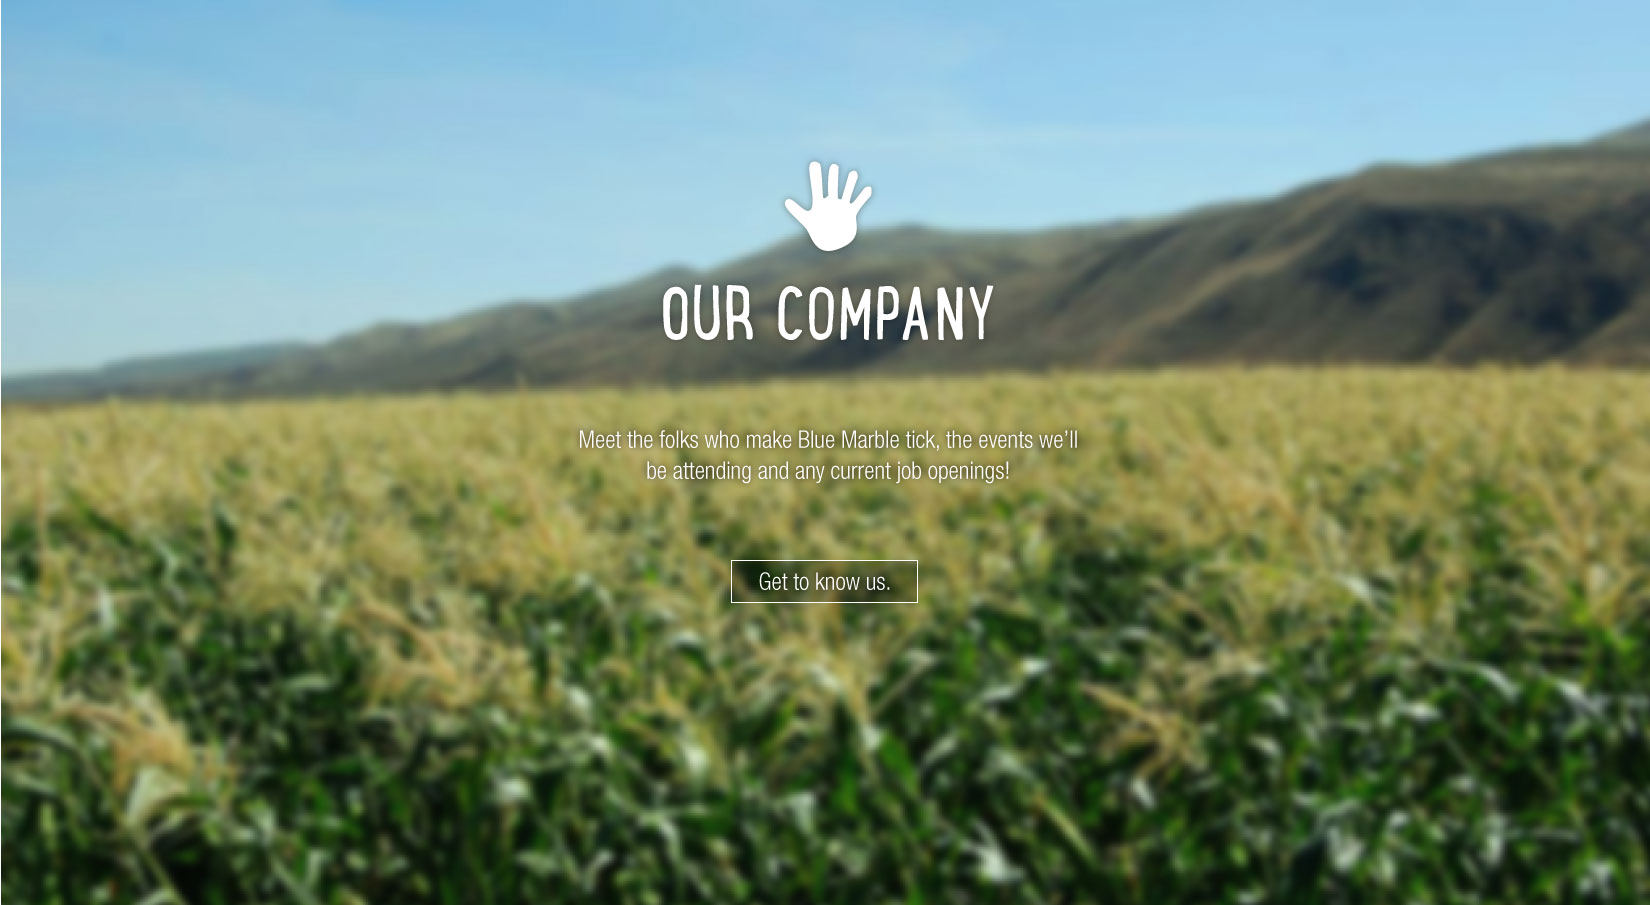 OUR COMPANY
Meet the folks who make Blue Marble tick, the events we'll
be attending and any current job openings!
Get to know us.